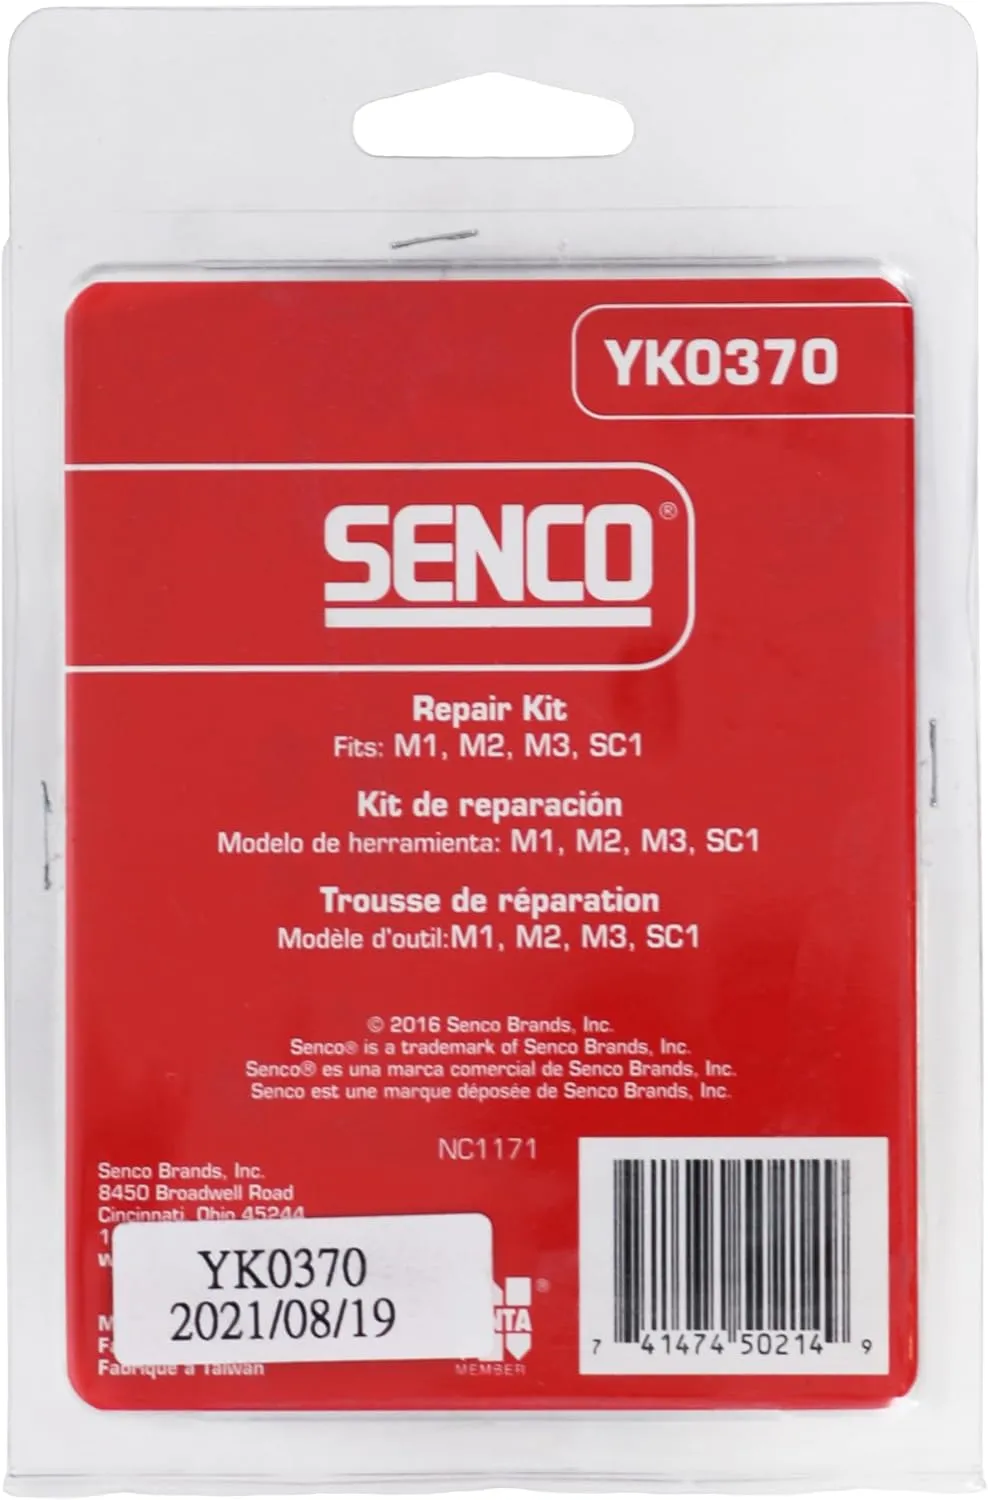 YK0370
SENCO®
Repair Kit
Fits: M1, M2, M3, SC1
Kit de reparación
Modelo de herramienta: M1, M2, M3, SC1
Trousse de réparation
Modèle d'outil:M1, M2, M3, SC1
© 2016 Senco Brands, Inc.
Senco® is a trademark of Senco Brands, Inc.
Senco® es una marca comercial de Senco Brands, Inc.
Senco est une marque déposée de Senco Brands, Inc.
NC1171
Senco Brands, Inc.
8450 Broadwell Road
Cincinnati, Ohio 45244
YK0370
2021/08/19
Fabriqué à Taiwan
®
MEMBER
7 41474 50214 9